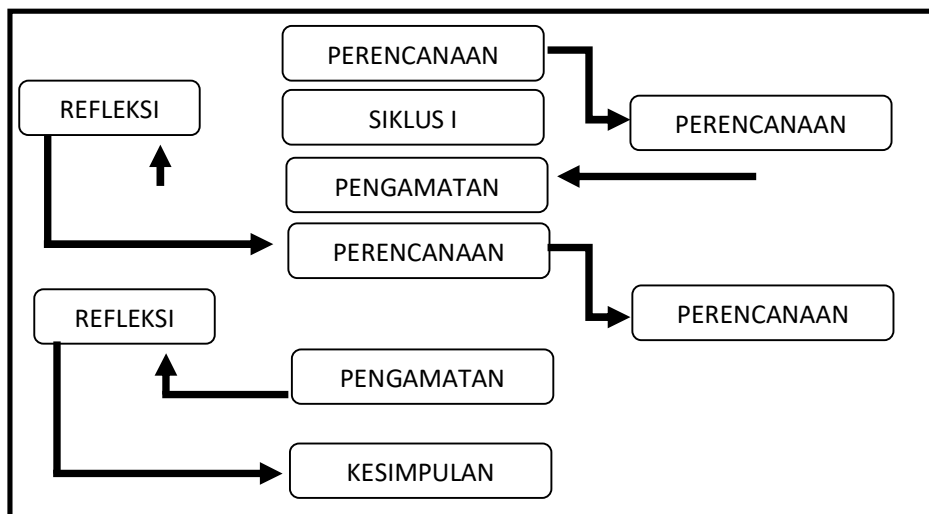 PERENCANAAN
REFLEKSI
SIKLUS I
PERENCANAAN
PENGAMATAN
PERENCANAAN
REFLEKSI
PERENCANAAN
PENGAMATAN
KESIMPULAN